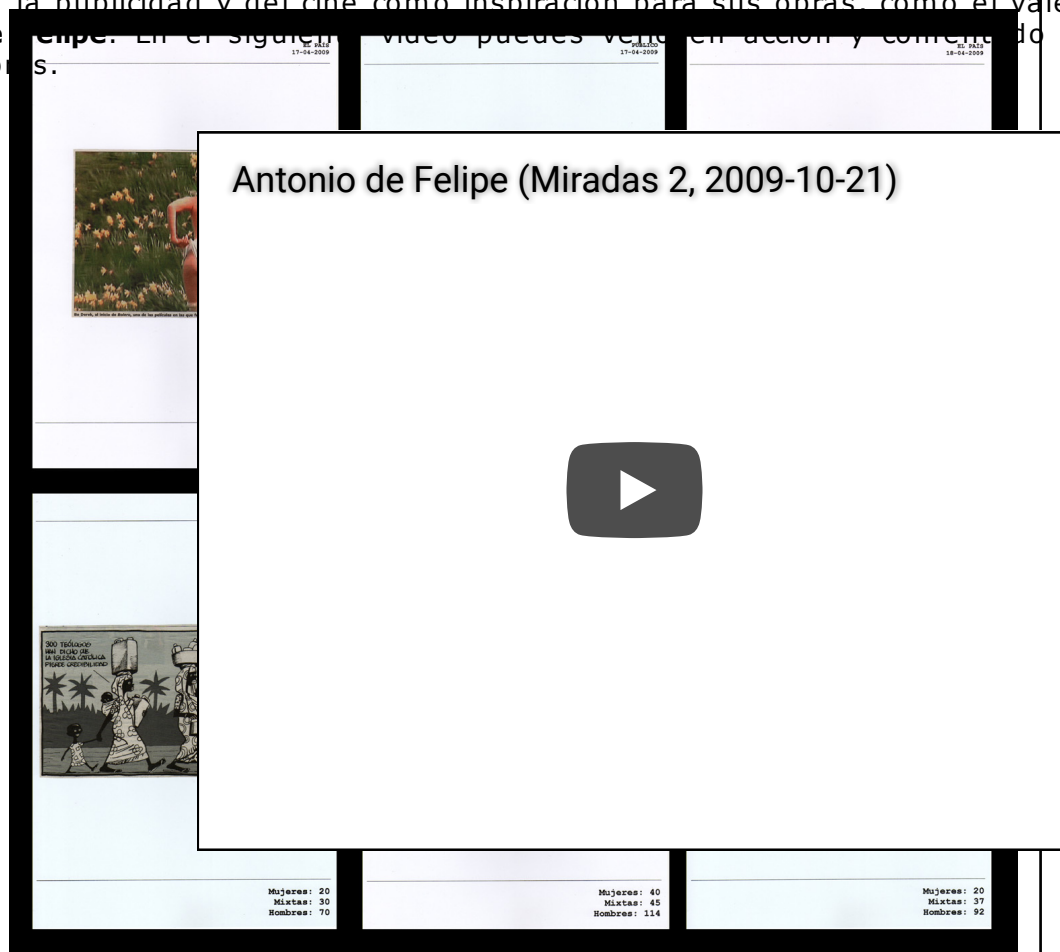 la publicidad y del cine como inspiración para sus obras, como el
Felipe. En el siguiente video puedes verlo en acción y
s.
EL PAÍS
17-04-2009
PÚBLICO
17-04-2009
EL PAÍS
18-04-2009
Antonio de Felipe (Miradas 2, 2009-10-21)
300 TEÓLOGOS
HAN DICHO QUE
LA IGLESIA CATÓLICA
PIERDE CREDIBILIDAD
Mujeres: 20
Mixtas: 30
Hombres: 70
Mujeres: 40
Mixtas: 45
Hombres: 114
Mujeres: 20
Mixtas: 37
Hombres: 92